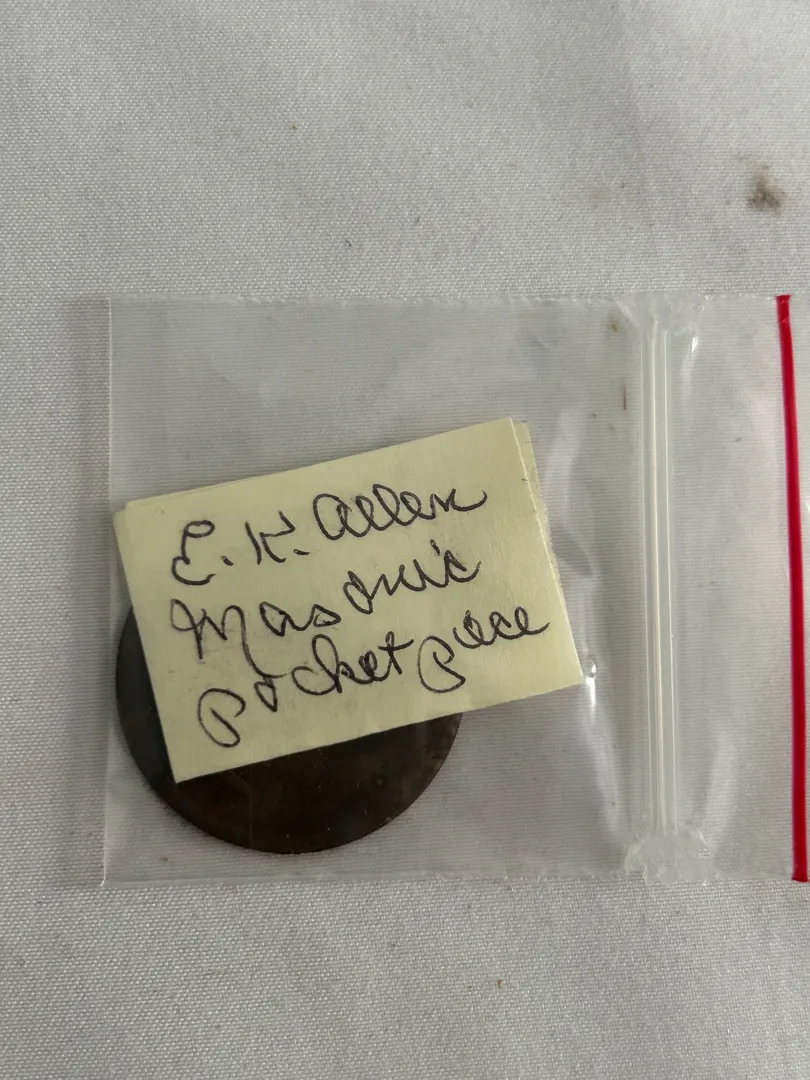 E. K. Allen
Masonic
Pocket Piece